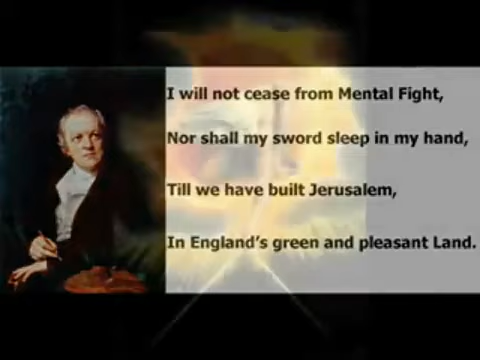 I will not cease from Mental Fight,
Nor shall my sword sleep in my hand,
Till we have built Jerusalem,
In England's green and pleasant Land.